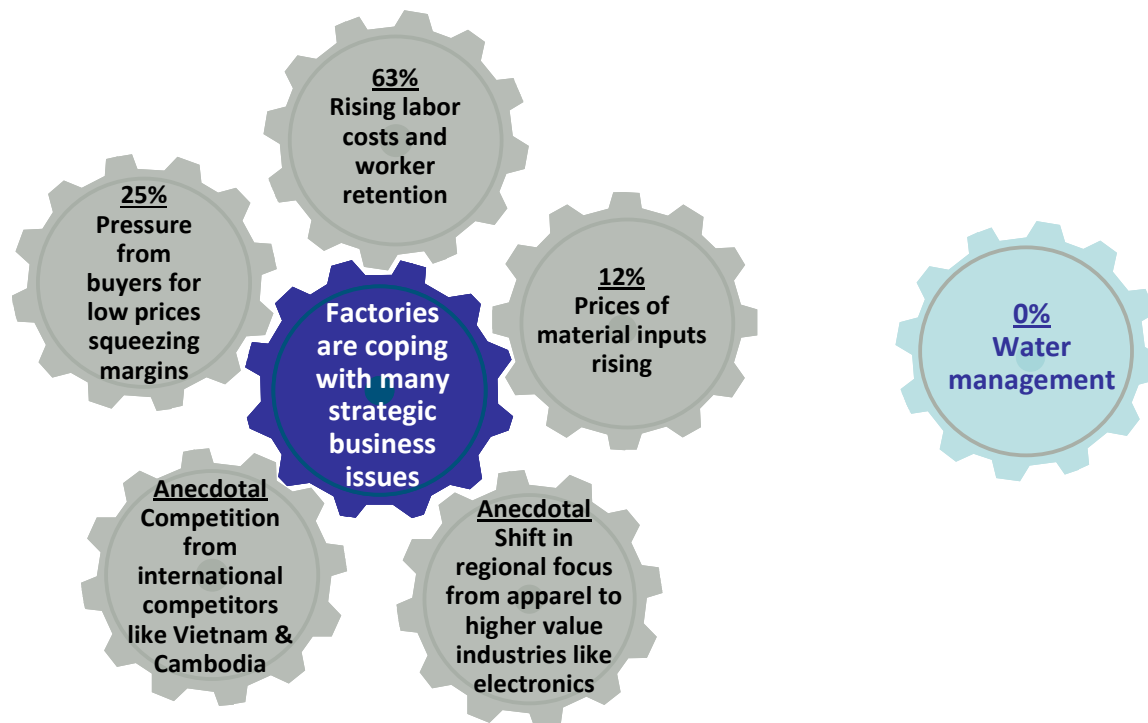 63%
Rising labor
costs and
worker
retention
25%
Pressure
from
buyers for
low prices
squeezing
margins
12%
Prices of
material inputs
rising
0%
Water
management
Factories
are coping
with many
strategic
business
issues
Anecdotal
Competition
from
international
competitors
like Vietnam &
Cambodia
Anecdotal
Shift in
regional focus
from apparel to
higher value
industries like
electronics